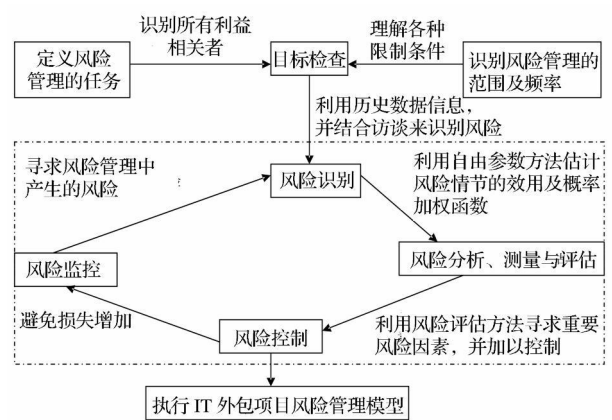 识别所有利益
相关者
理解各种
限制条件
定义风险
管理的任务
目标检查
识别风险管理的
范围及频率
利用历史数据信息，
并结合访谈来识别风险
寻求风险管理中
产生的风险
风险识别
利用自由参数方法估计
风险情节的效用及概率
加权函数
风险监控
风险分析、测量与评估
避免损失增加
风险控制
利用风险评估方法寻求重要
风险因素，并加以控制
执行 IT 外包项目风险管理模型